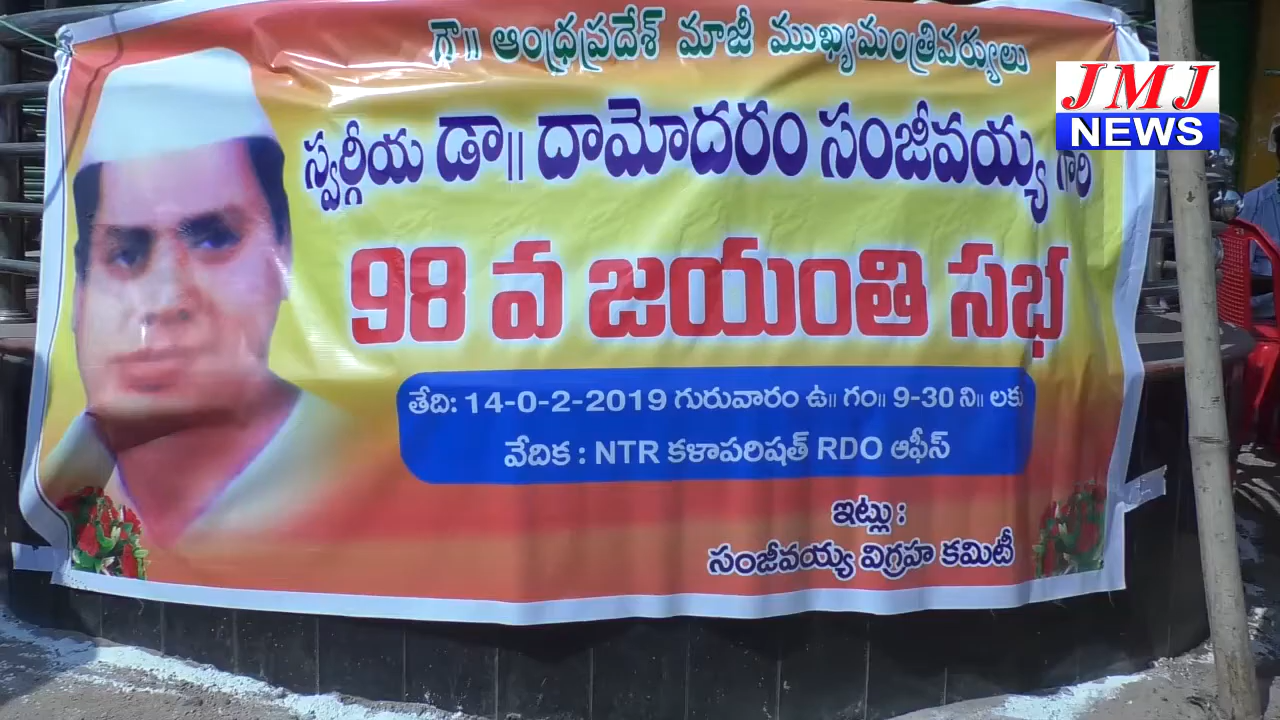 గౌ॥ ఆంధ్రప్రదేశ్ మాజీ ముఖ్యమంత్రివర్యులు
స్వర్గీయ డా॥ దామోదరం సంజీవయ్య గారి
98 వ జయంతి సభ
తేది: 14-0-2-2019 గురువారం ఉ॥ గం॥ 9-30 ని॥ లకు
వేదిక : NTR కళాపరిషత్ RDO ఆఫీస్
ఇట్లు :
సంజీవయ్య విగ్రహ కమిటీ
JMJ
NEWS